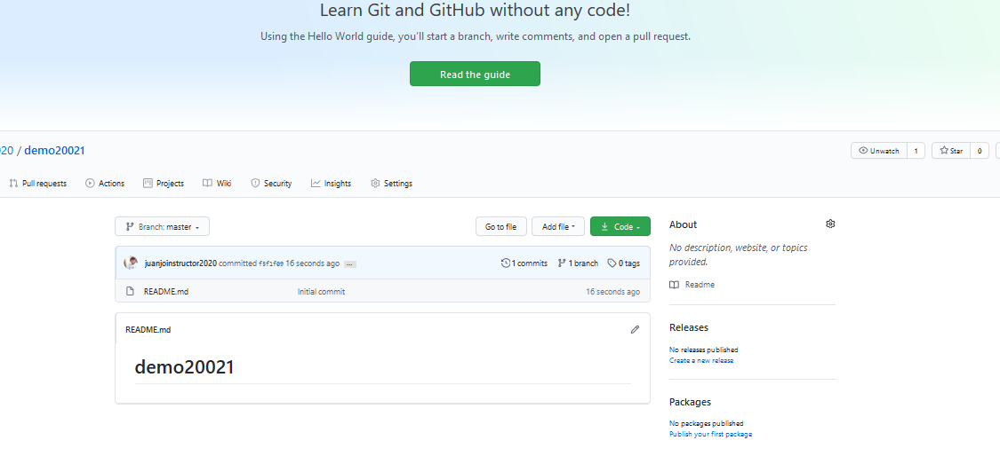 Learn Git and GitHub without any code!
Using the Hello World guide, you'll start a branch, write comments, and open a pull request.
Read the guide
020 / demo20021
Unwatch 1 Star 0
Pull requests Actions Projects Wiki Security Insights Settings
Branch: master Go to file Add file Code
juanjoinstructor2020 committed f5f1f09 16 seconds ago ... 1 commits 1 branch 0 tags
README.md Initial commit 16 seconds ago
README.md
demo20021
About
No description, website, or topics
provided.
Readme
Releases
No releases published
Create a new release
Packages
No packages published
Publish your first package